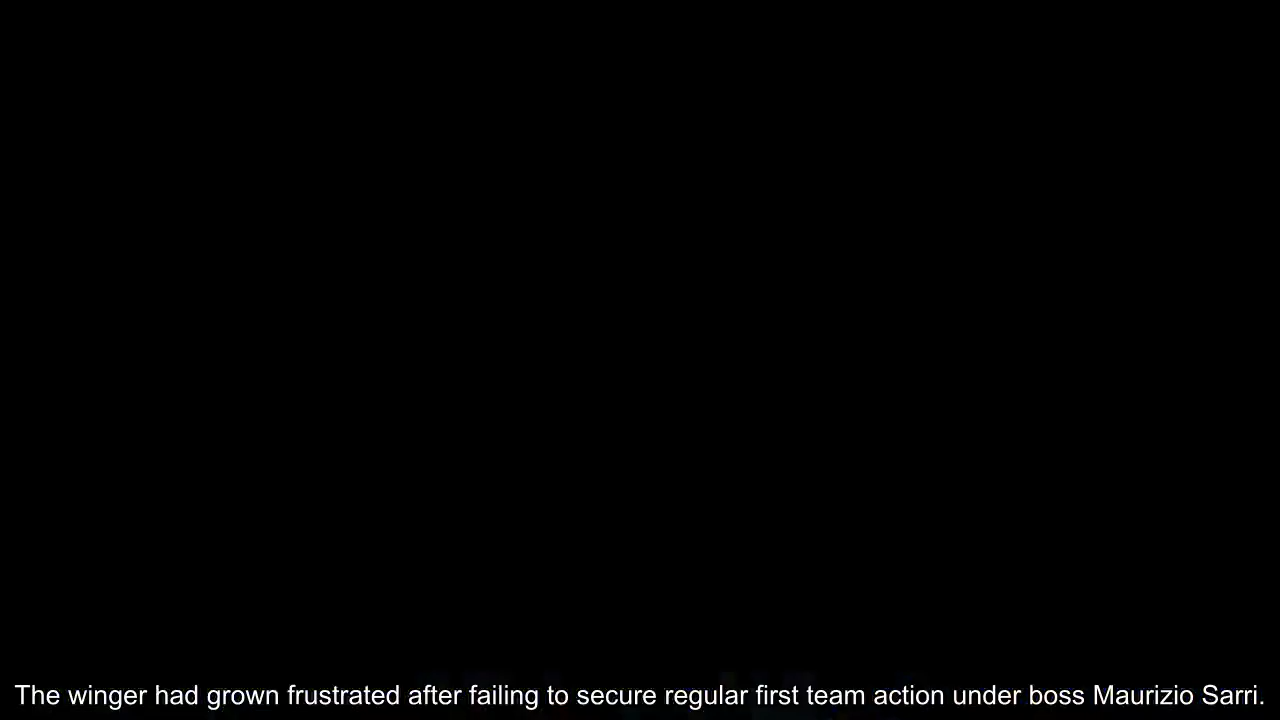 The winger had grown frustrated after failing to secure regular first team action under boss Maurizio Sarri.